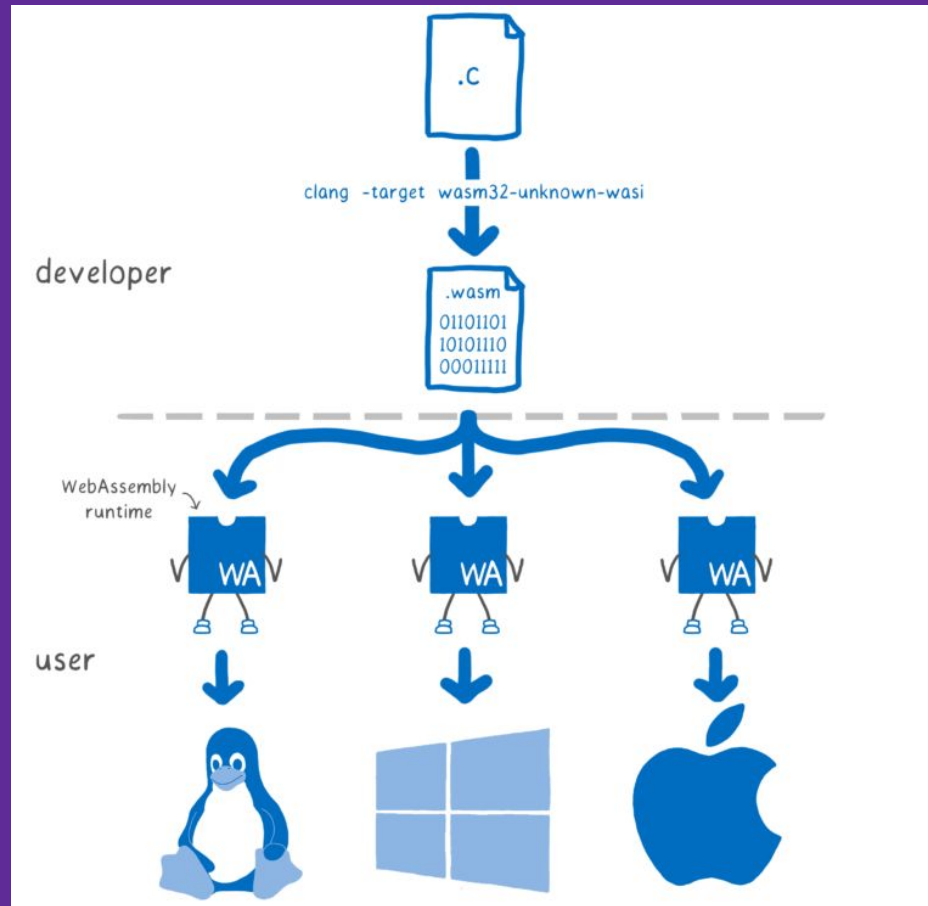 .c
clang -target wasm32-unknown-wasi
developer
.wasm
01101101
10101110
00011111
WebAssembly
runtime
WA
WA
WA
user